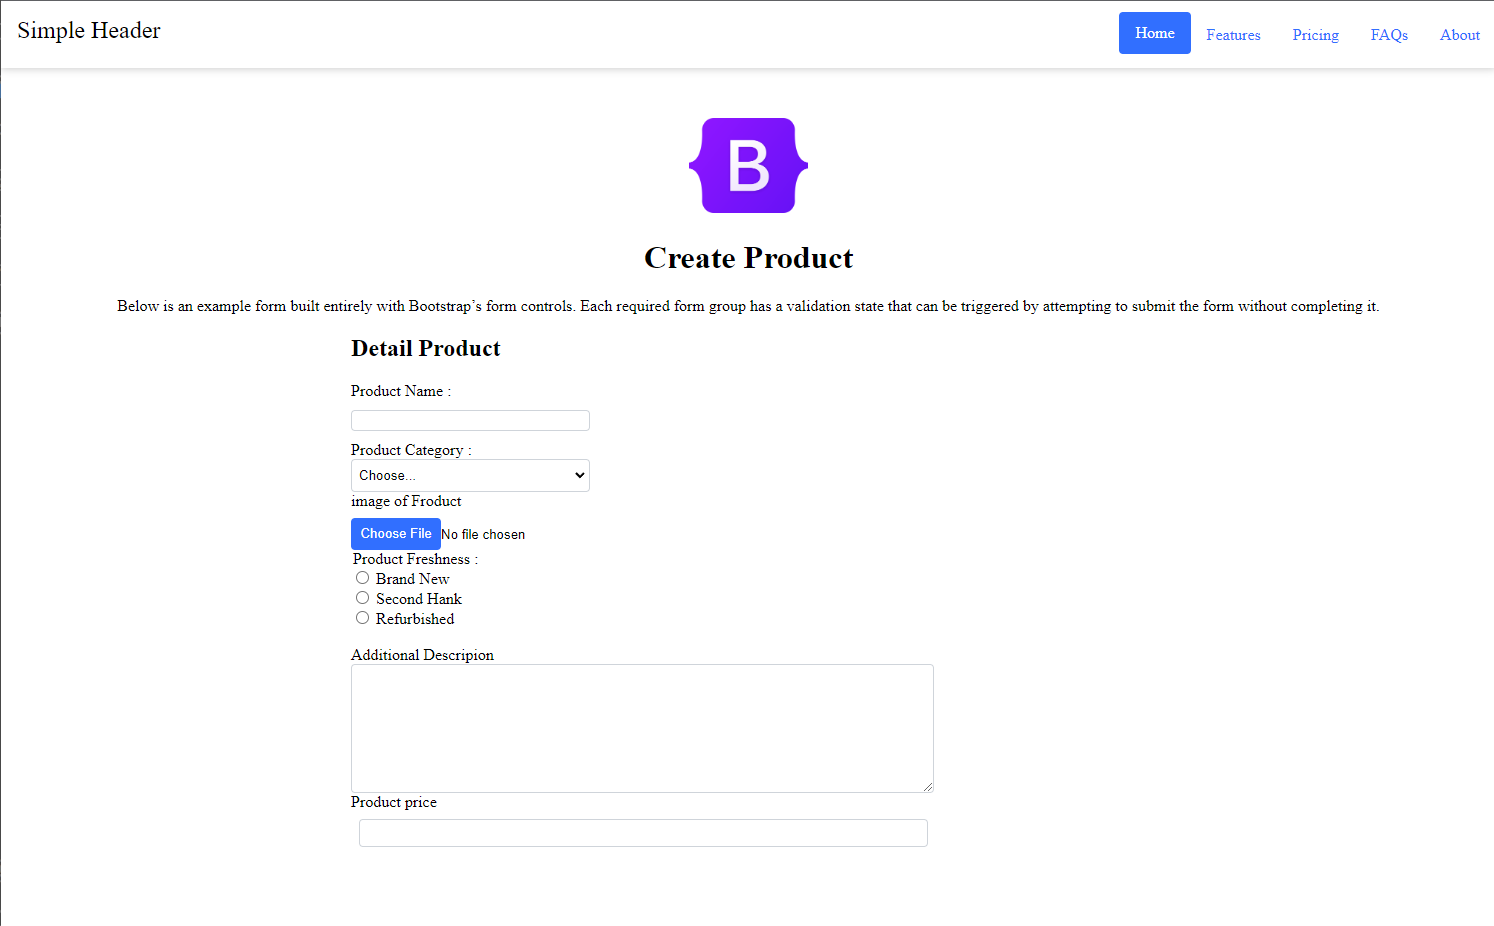 Simple Header
Home Features Pricing FAQs About
B
Create Product
Below is an example form built entirely with Bootstrap’s form controls. Each required form group has a validation state that can be triggered by attempting to submit the form without completing it.
Detail Product
Product Name :
Product Category :
Choose...
image of Froduct
Choose File No file chosen
Product Freshness :
Brand New
Second Hank
Refurbished
Additional Descripion
Product price